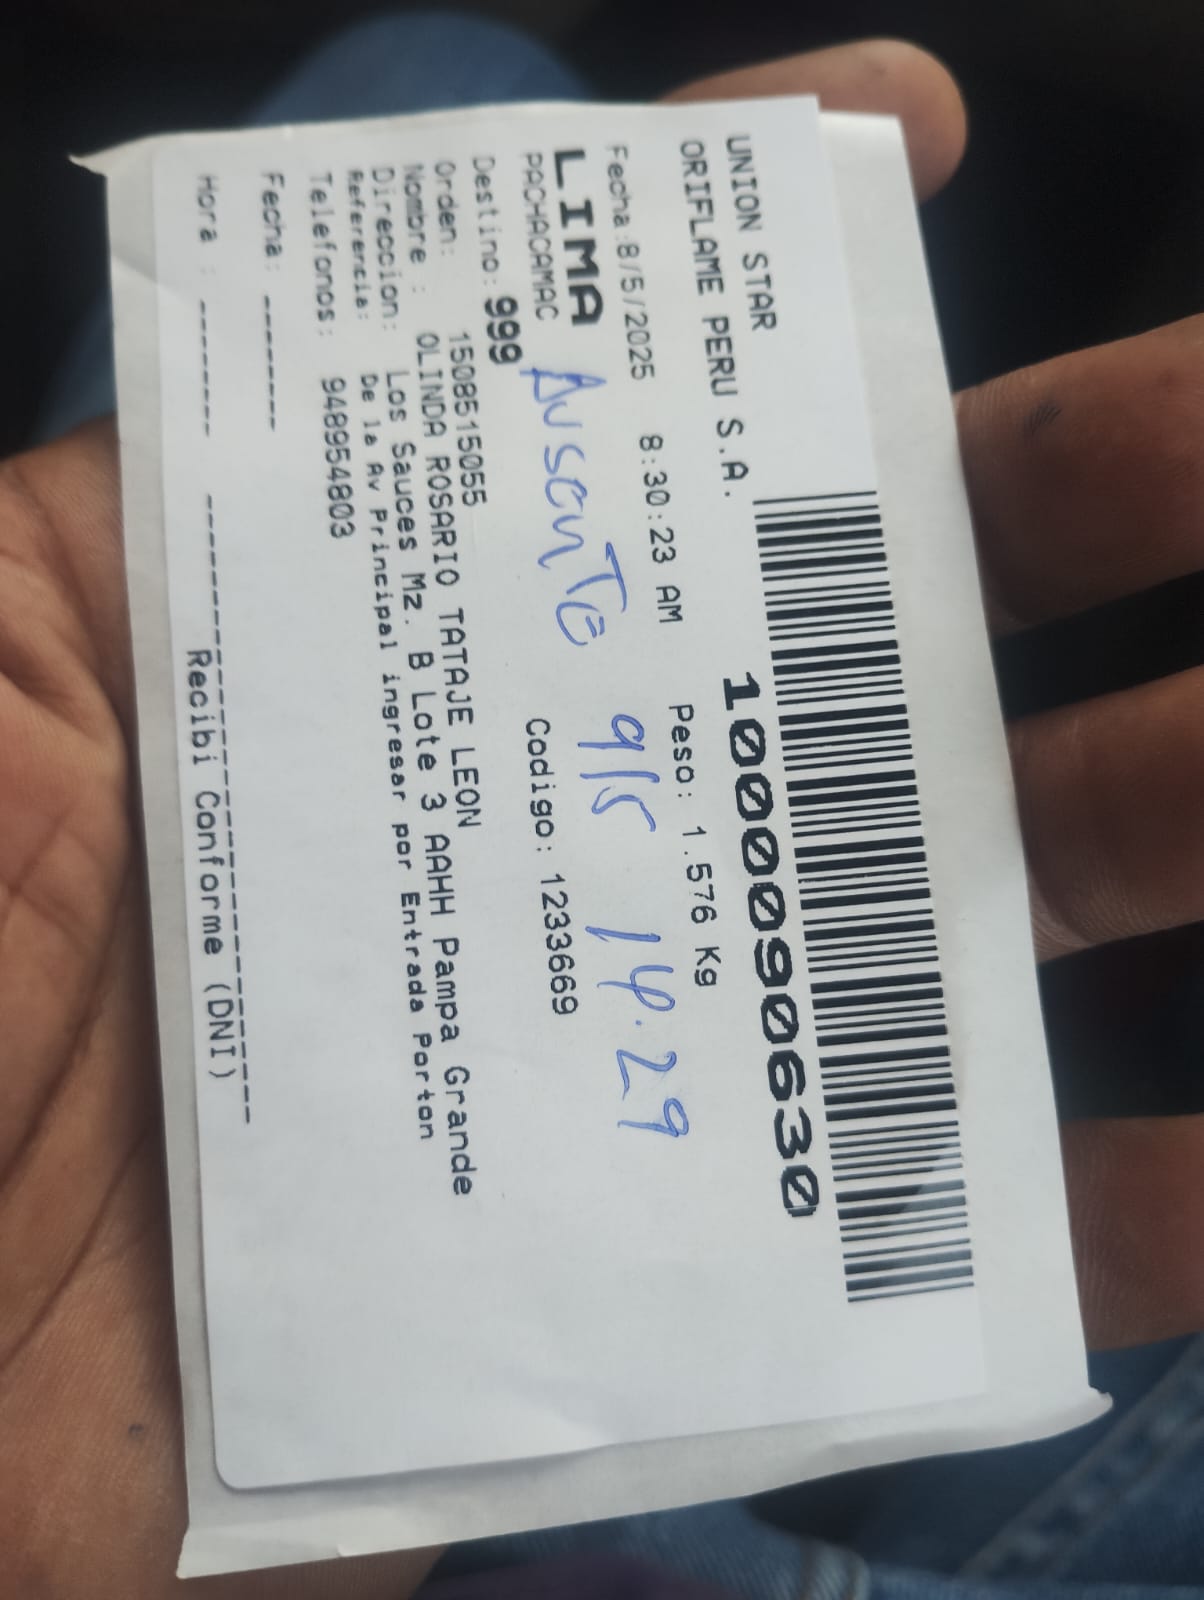 UNION STAR
ORIFLAME PERU S.A.
1000090630
Fecha:8/5/2025 8:30:23 AM Peso: 1.576 Kg
LIMA
PACHACAMAC
Ausente 9/5 14.29
Destino: 999 Codigo: 1233669
Orden: 1508515055
Nombre : OLINDA ROSARIO TATAJE LEON
Direccion: Los Sauces Mz. B Lote 3 AAHH Pampa Grande
Referencia: De la Av Principal ingresar por Entrada Porton
Telefonos: 948954803
Fecha: ------
Hora : ------- ------------------------------
Recibi Conforme (DNI)